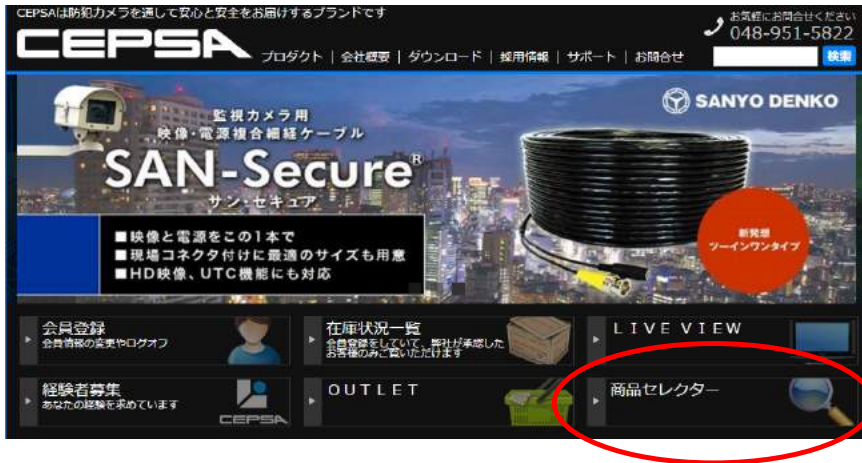 CEPSAは防犯カメラを通して安心と安全をお届けするブランドです
お気軽にお問合せください
048-951-5822
CEPSA
プロダクト | 会社概要 | ダウンロード | 採用情報 | サポート | お問合せ
検索
監視カメラ用
映像・電源複合細経ケーブル
SAN-Secure®
サン・セキュア
SANYO DENKO
■映像と電源をこの1本で
■現場コネクタ付けに最適のサイズも用意
■HD映像、UTC機能にも対応
新発想
ツーインワンタイプ
会員登録
会員情報の変更やログオフ
在庫状況一覧
会員登録をしていて、弊社が承認した
お客様のみご覧いただけます
LIVE VIEW
経験者募集
あなたの経験を求めています
CEPSA
OUTLET
商品セレクター